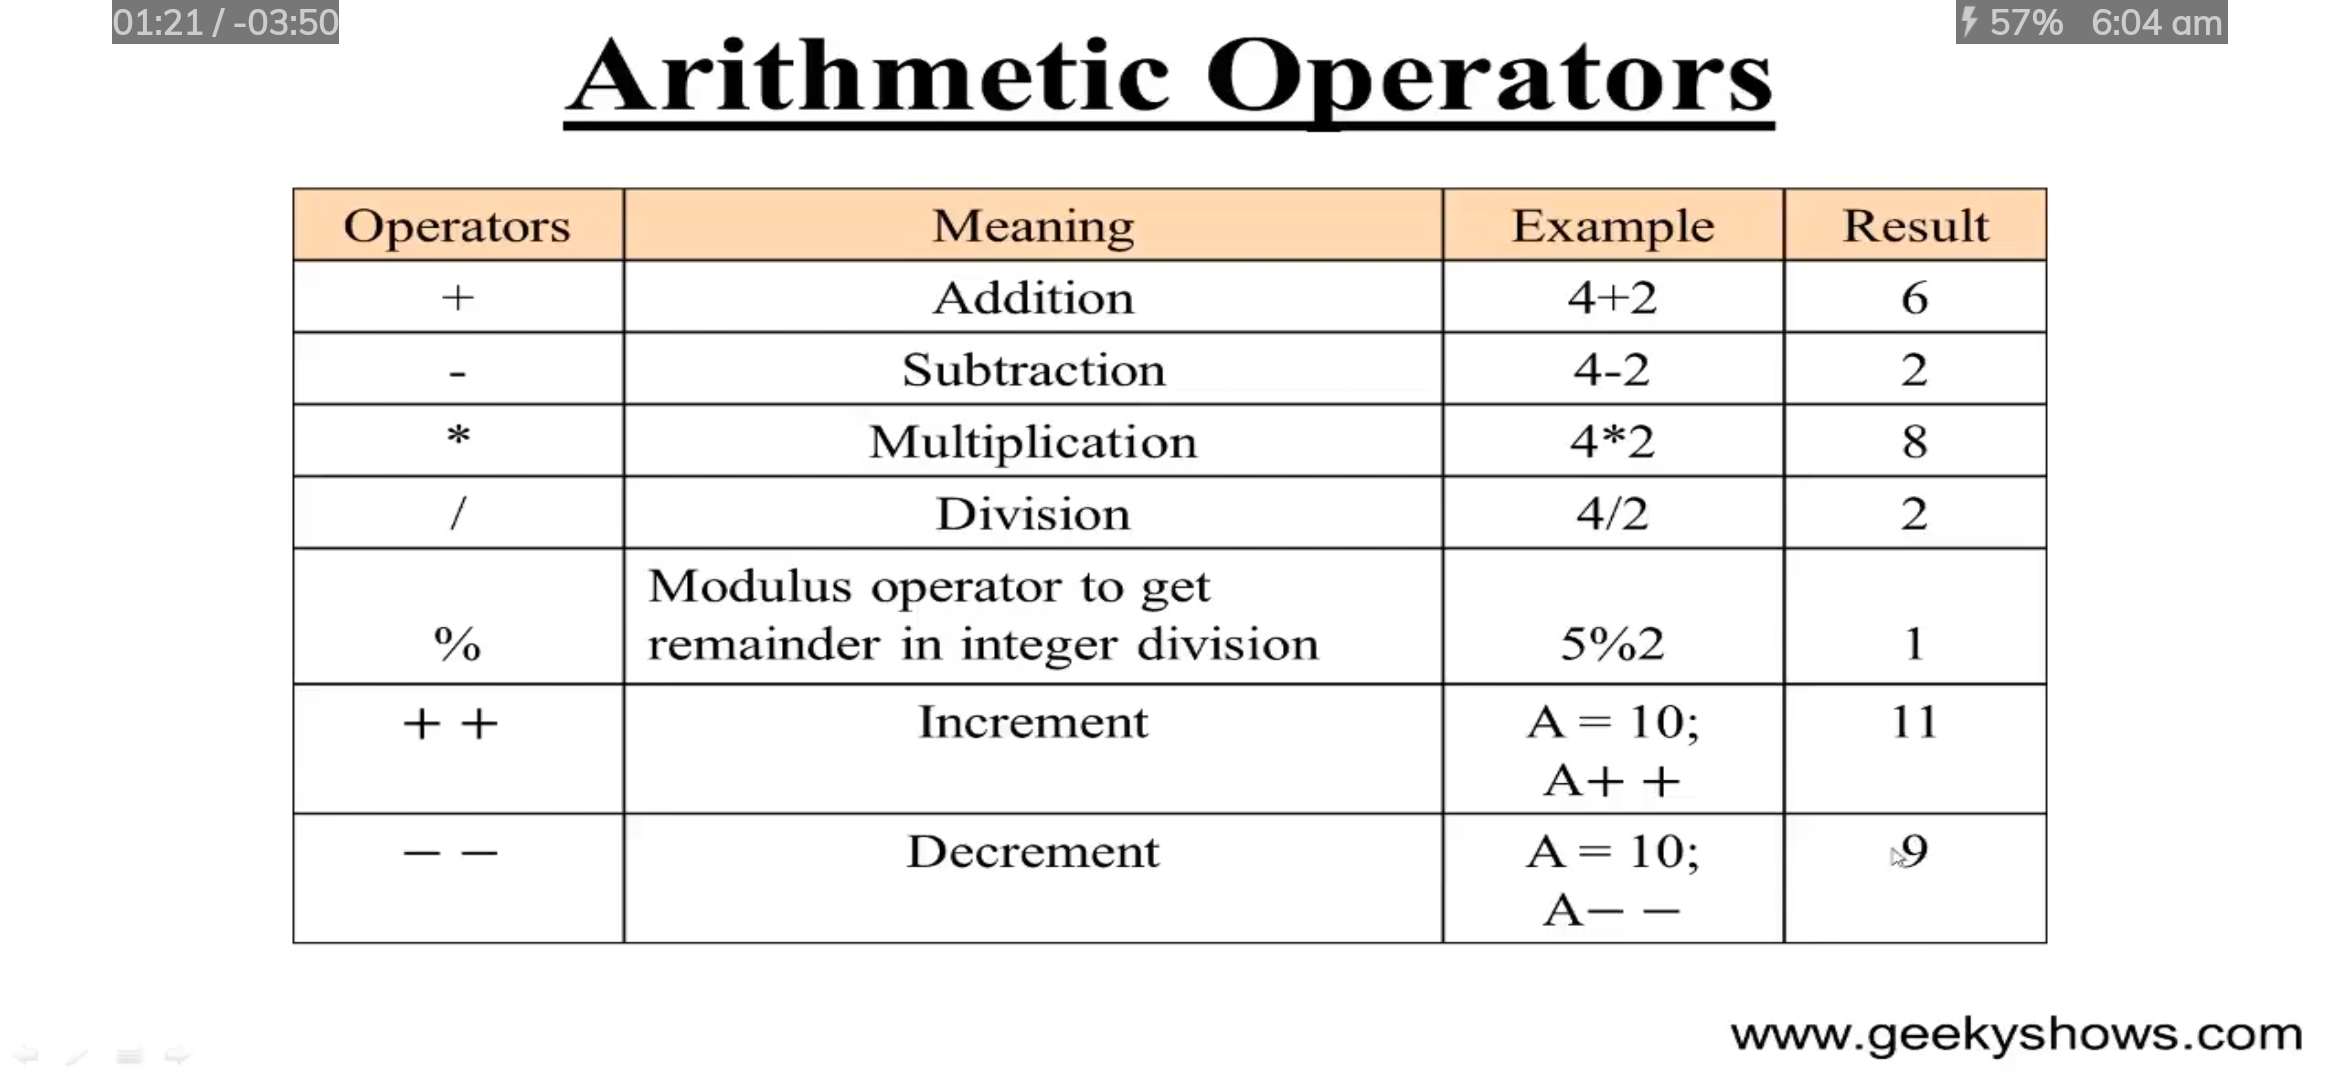 01:21 / -03:50
57% 6:04 am
Arithmetic Operators
Operators Meaning Example Result
+ Addition 4+2 6
- Subtraction 4-2 2
* Multiplication 4*2 8
/ Division 4/2 2
Modulus operator to get
% remainder in integer division 5%2 1
+ + Increment A = 10; 11
A+ +
− − Decrement A = 10; 9
A− −
www.geekyshows.com